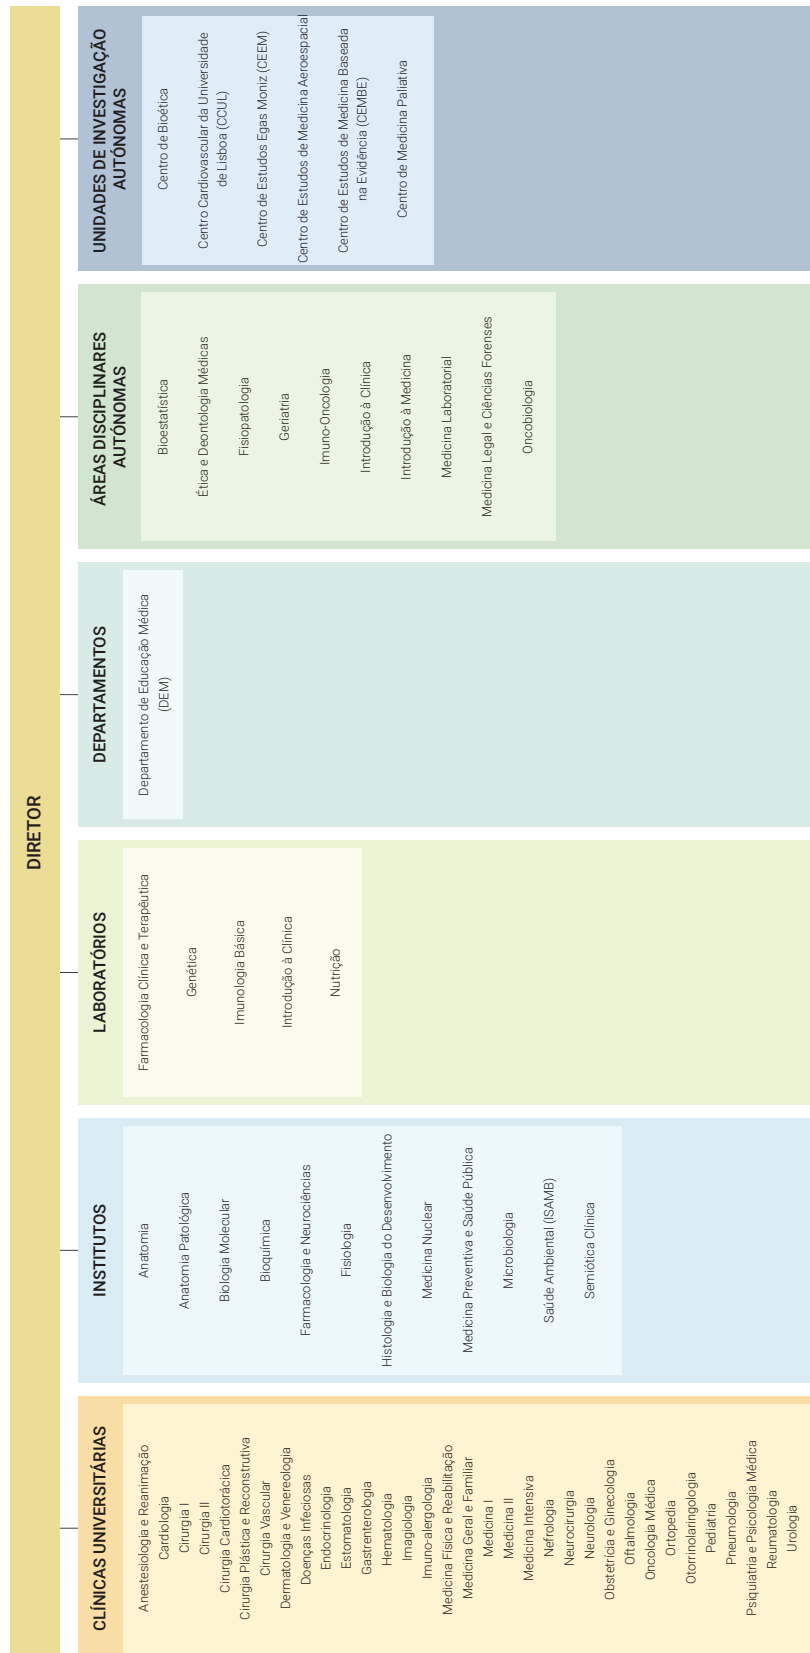 DIRETOR
CLÍNICAS UNIVERSITÁRIAS
Anestesiologia e Reanimação
Cardiologia
Cirurgia I
Cirurgia II
Cirurgia Cardiotorácica
Cirurgia Plástica e Reconstrutiva
Cirurgia Vascular
Dermatologia e Venereologia
Doenças Infeciosas
Endocrinologia
Estomatologia
Gastrenterologia
Hematologia
Imagiologia
Imuno-alergologia
Medicina Física e Reabilitação
Medicina Geral e Familiar
Medicina I
Medicina II
Medicina Intensiva
Nefrologia
Neurocirurgia
Neurologia
Obstetrícia e Ginecologia
Oftalmologia
Oncologia Médica
Ortopedia
Otorrinolaringologia
Pediatria
Pneumologia
Psiquiatria e Psicologia Médica
Reumatologia
Urologia
INSTITUTOS
Anatomia
Anatomia Patológica
Biologia Molecular
Bioquímica
Farmacologia e Neurociências
Fisiologia
Histologia e Biologia do Desenvolvimento
Medicina Nuclear
Medicina Preventiva e Saúde Pública
Microbiologia
Saúde Ambiental (ISAMB)
Semiótica Clínica
LABORATÓRIOS
Farmacologia Clínica e Terapêutica
Genética
Imunologia Básica
Introdução à Clínica
Nutrição
DEPARTAMENTOS
Departamento de Educação Médica
(DEM)
ÁREAS DISCIPLINARES
AUTÓNOMAS
Bioestatística
Ética e Deontologia Médicas
Fisiopatologia
Geriatria
Imuno-Oncologia
Introdução à Clínica
Introdução à Medicina
Medicina Laboratorial
Medicina Legal e Ciências Forenses
Oncobiologia
UNIDADES DE INVESTIGAÇÃO
AUTÓNOMAS
Centro de Bioética
Centro Cardiovascular da Universidade
de Lisboa (CCUL)
Centro de Estudos Egas Moniz (CEEM)
Centro de Estudos de Medicina Aeroespacial
Centro de Estudos de Medicina Baseada
na Evidência (CEMBE)
Centro de Medicina Paliativa